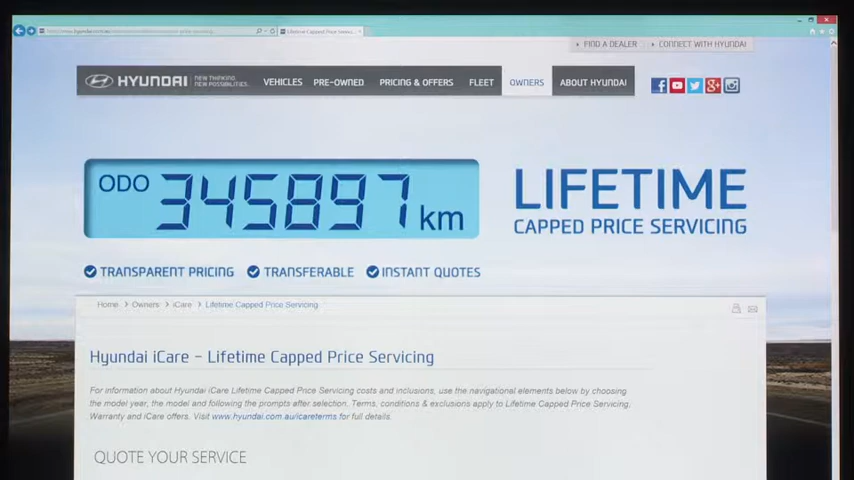 Lifetime Capped Price Servici...
FIND A DEALER
CONNECT WITH HYUNDAI
HYUNDAI
NEW THINKING.
NEW POSSIBILITIES.
VEHICLES
PRE-OWNED
PRICING & OFFERS
FLEET
OWNERS
ABOUT HYUNDAI
ODO 345897 km
LIFETIME
CAPPED PRICE SERVICING
TRANSPARENT PRICING
TRANSFERABLE
INSTANT QUOTES
Home > Owners > iCare > Lifetime Capped Price Servicing
Hyundai iCare - Lifetime Capped Price Servicing
For information about Hyundai iCare Lifetime Capped Price Servicing costs and inclusions, use the navigational elements below by choosing
the model year, the model and following the prompts after selection. Terms, conditions & exclusions apply to Lifetime Capped Price Servicing,
Warranty and iCare offers. Visit www.hyundai.com.au/icareterms for full details.
QUOTE YOUR SERVICE